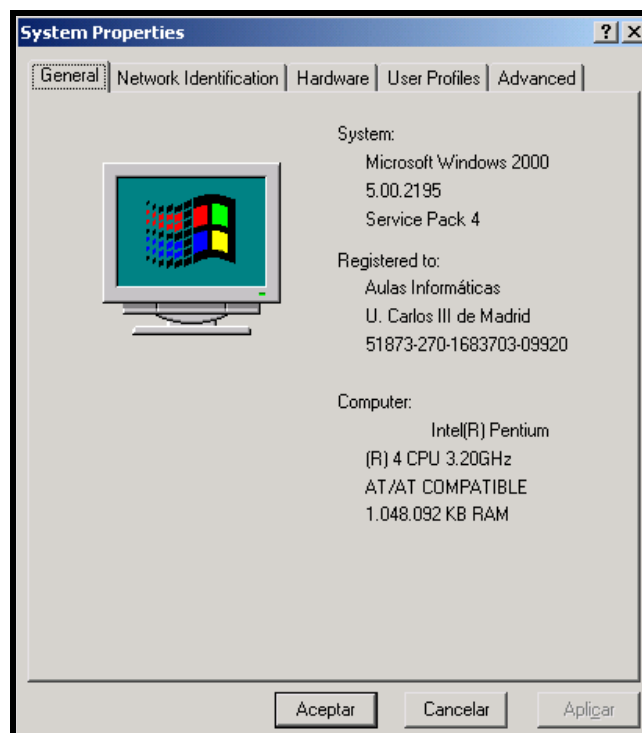 System Properties
General Network Identification Hardware User Profiles Advanced
System:
Microsoft Windows 2000
5.00.2195
Service Pack 4
Registered to:
Aulas Informáticas
U. Carlos III de Madrid
51873-270-1683703-09920
Computer:
Intel(R) Pentium
(R) 4 CPU 3.20GHz
AT/AT COMPATIBLE
1.048.092 KB RAM
Aceptar Cancelar Aplicar